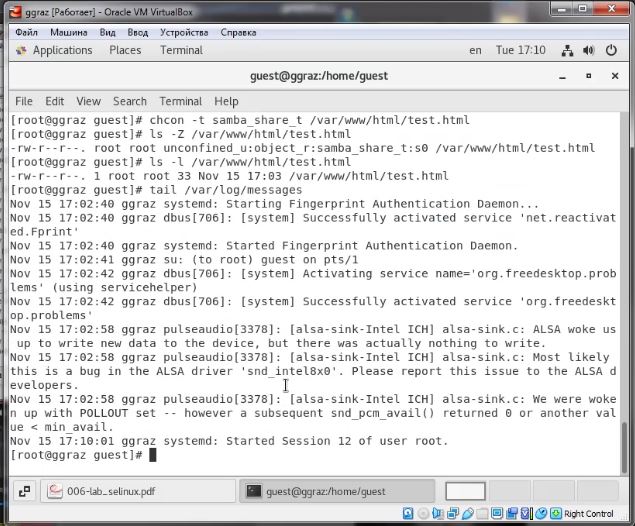 ggraz [Работает] - Oracle VM VirtualBox
Файл Машина Вид Ввод Устройства Справка
Applications Places Terminal en Tue 17:10
guest@ggraz:/home/guest
File Edit View Search Terminal Help
[root@ggraz guest]# chcon -t samba_share_t /var/www/html/test.html
[root@ggraz guest]# ls -Z /var/www/html/test.html
-rw-r--r--. root root unconfined_u:object_r:samba_share_t:s0 /var/www/html/test.html
[root@ggraz guest]# ls -l /var/www/html/test.html
-rw-r--r--. 1 root root 33 Nov 15 17:03 /var/www/html/test.html
[root@ggraz guest]# tail /var/log/messages
Nov 15 17:02:40 ggraz systemd: Starting Fingerprint Authentication Daemon...
Nov 15 17:02:40 ggraz dbus[706]: [system] Successfully activated service 'net.reactivat
ed.Fprint'
Nov 15 17:02:40 ggraz systemd: Started Fingerprint Authentication Daemon.
Nov 15 17:02:41 ggraz su: (to root) guest on pts/1
Nov 15 17:02:42 ggraz dbus[706]: [system] Activating service name='org.freedesktop.prob
lems' (using servicehelper)
Nov 15 17:02:42 ggraz dbus[706]: [system] Successfully activated service 'org.freedeskt
op.problems'
Nov 15 17:02:58 ggraz pulseaudio[3378]: [alsa-sink-Intel ICH] alsa-sink.c: ALSA woke us
up to write new data to the device, but there was actually nothing to write.
Nov 15 17:02:58 ggraz pulseaudio[3378]: [alsa-sink-Intel ICH] alsa-sink.c: Most likely
this is a bug in the ALSA driver 'snd_intel8x0'. Please report this issue to the ALSA d
evelopers.
Nov 15 17:02:58 ggraz pulseaudio[3378]: [alsa-sink-Intel ICH] alsa-sink.c: We were woke
n up with POLLOUT set -- however a subsequent snd_pcm_avail() returned 0 or another val
ue < min_avail.
Nov 15 17:10:01 ggraz systemd: Started Session 12 of user root.
[root@ggraz guest]#
006-lab_selinux.pdf guest@ggraz:/home/guest
Right Control